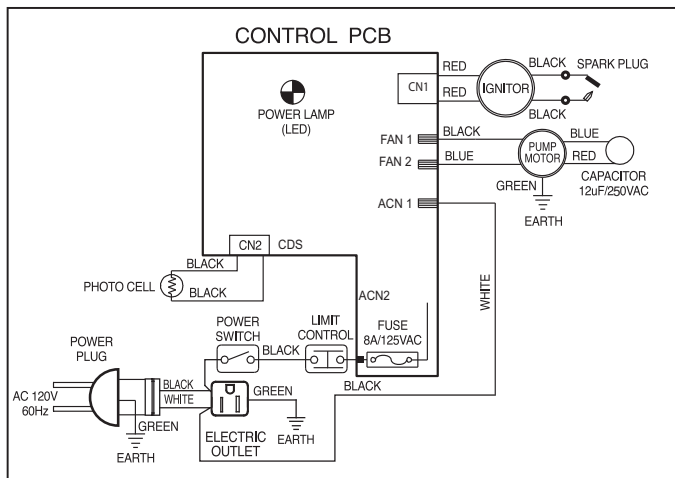 CONTROL PCB
POWER LAMP
(LED)
CN1
RED
RED
IGNITOR
BLACK
BLACK
SPARK PLUG
FAN 1
BLACK
FAN 2
BLUE
PUMP
MOTOR
BLUE
RED
CAPACITOR
12uF/250VAC
GREEN
EARTH
ACN 1
WHITE
CN2
CDS
BLACK
BLACK
PHOTO CELL
ACN2
FUSE
8A/125VAC
POWER
SWITCH
BLACK
LIMIT
CONTROL
BLACK
POWER
PLUG
AC 120V
60Hz
BLACK
WHITE
GREEN
EARTH
GREEN
EARTH
ELECTRIC
OUTLET